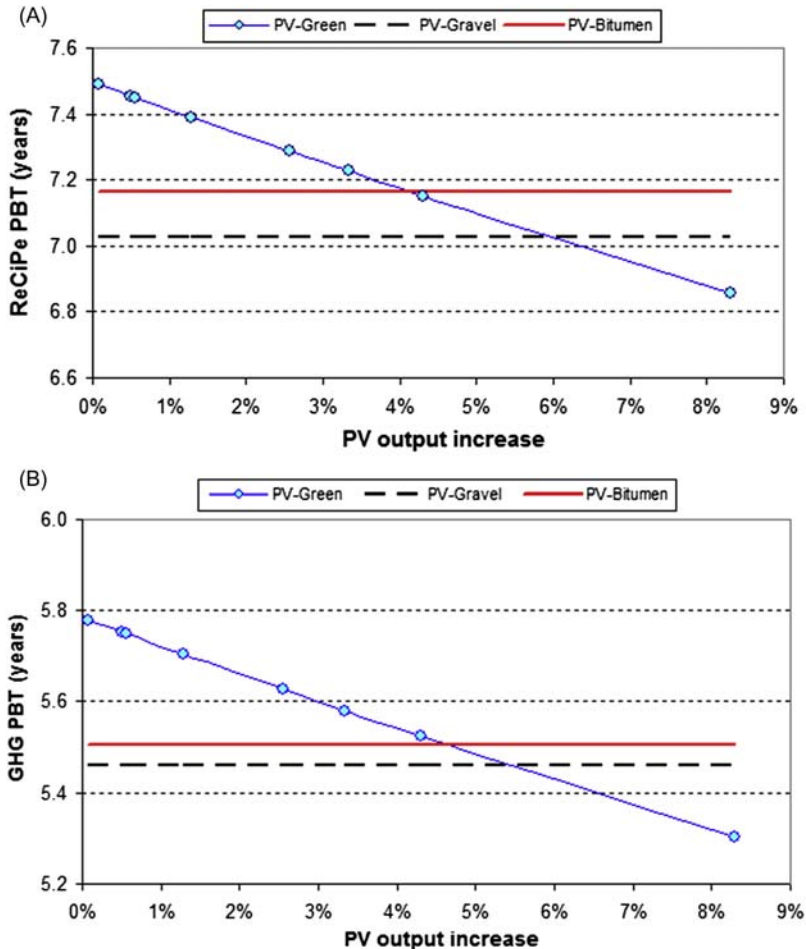 (A)
PV-Green PV-Gravel PV-Bitumen
7.6
7.4
7.2
7.0
6.8
6.6
ReCiPe PBT (years)
0% 1% 2% 3% 4% 5% 6% 7% 8% 9%
PV output increase
(B)
PV-Green PV-Gravel PV-Bitumen
6.0
5.8
5.6
5.4
5.2
GHG PBT (years)
0% 1% 2% 3% 4% 5% 6% 7% 8% 9%
PV output increase